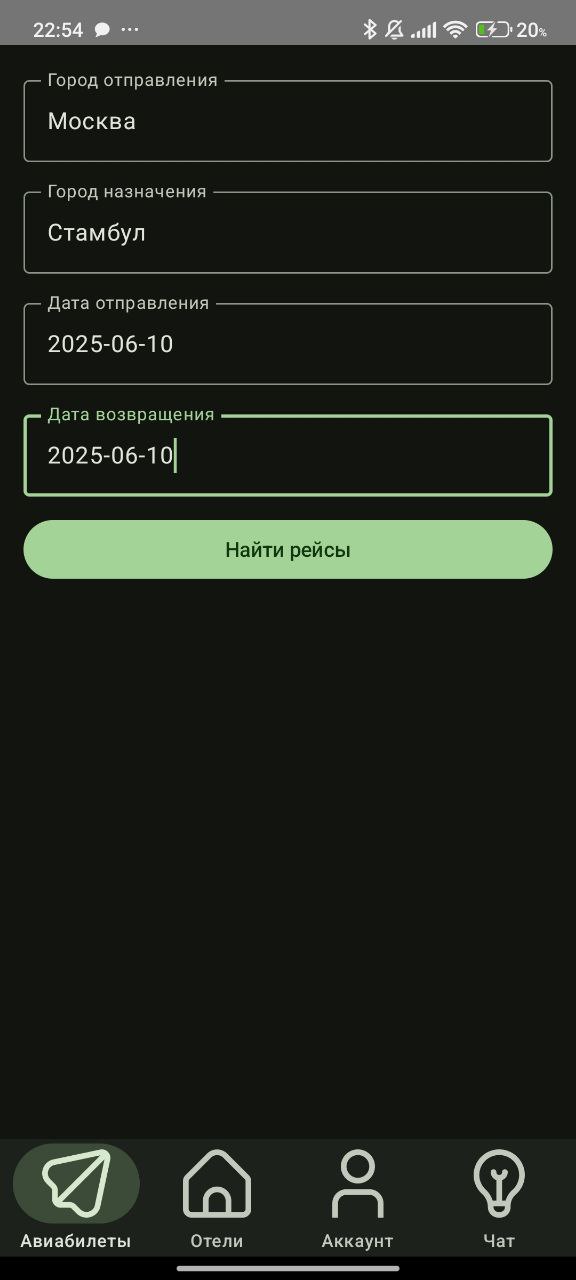 22:54 20%
Город отправления
Москва
Город назначения
Стамбул
Дата отправления
2025-06-10
Дата возвращения
2025-06-10
Найти рейсы
Авиабилеты Отели Аккаунт Чат